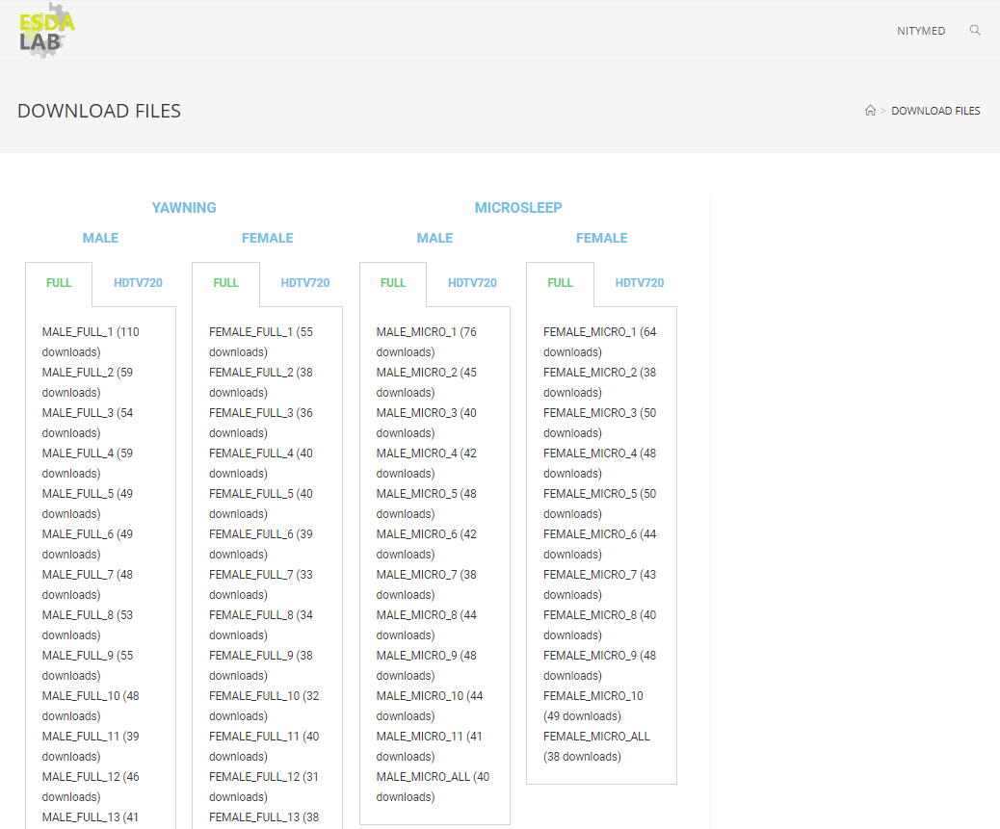 ESDA
LAB
NITYMED
DOWNLOAD FILES
> DOWNLOAD FILES
YAWNING
MALE
FULL
HDTV720
MALE_FULL_1 (110
downloads)
MALE_FULL_2 (59
downloads)
MALE_FULL_3 (54
downloads)
MALE_FULL_4 (59
downloads)
MALE_FULL_5 (49
downloads)
MALE_FULL_6 (49
downloads)
MALE_FULL_7 (48
downloads)
MALE_FULL_8 (53
downloads)
MALE_FULL_9 (55
downloads)
MALE_FULL_10 (48
downloads)
MALE_FULL_11 (39
downloads)
MALE_FULL_12 (46
downloads)
MALE_FULL_13 (41
FEMALE
FULL
HDTV720
FEMALE_FULL_1 (55
downloads)
FEMALE_FULL_2 (38
downloads)
FEMALE_FULL_3 (36
downloads)
FEMALE_FULL_4 (40
downloads)
FEMALE_FULL_5 (40
downloads)
FEMALE_FULL_6 (39
downloads)
FEMALE_FULL_7 (33
downloads)
FEMALE_FULL_8 (34
downloads)
FEMALE_FULL_9 (38
downloads)
FEMALE_FULL_10 (32
downloads)
FEMALE_FULL_11 (40
downloads)
FEMALE_FULL_12 (31
downloads)
FEMALE_FULL_13 (38
MICROSLEEP
MALE
FULL
HDTV720
MALE_MICRO_1 (76
downloads)
MALE_MICRO_2 (45
downloads)
MALE_MICRO_3 (40
downloads)
MALE_MICRO_4 (42
downloads)
MALE_MICRO_5 (48
downloads)
MALE_MICRO_6 (42
downloads)
MALE_MICRO_7 (38
downloads)
MALE_MICRO_8 (44
downloads)
MALE_MICRO_9 (48
downloads)
MALE_MICRO_10 (44
downloads)
MALE_MICRO_11 (41
downloads)
MALE_MICRO_ALL (40
downloads)
FEMALE
FULL
HDTV720
FEMALE_MICRO_1 (64
downloads)
FEMALE_MICRO_2 (38
downloads)
FEMALE_MICRO_3 (50
downloads)
FEMALE_MICRO_4 (48
downloads)
FEMALE_MICRO_5 (50
downloads)
FEMALE_MICRO_6 (44
downloads)
FEMALE_MICRO_7 (43
downloads)
FEMALE_MICRO_8 (40
downloads)
FEMALE_MICRO_9 (48
downloads)
FEMALE_MICRO_10
(49 downloads)
FEMALE_MICRO_ALL
(38 downloads)